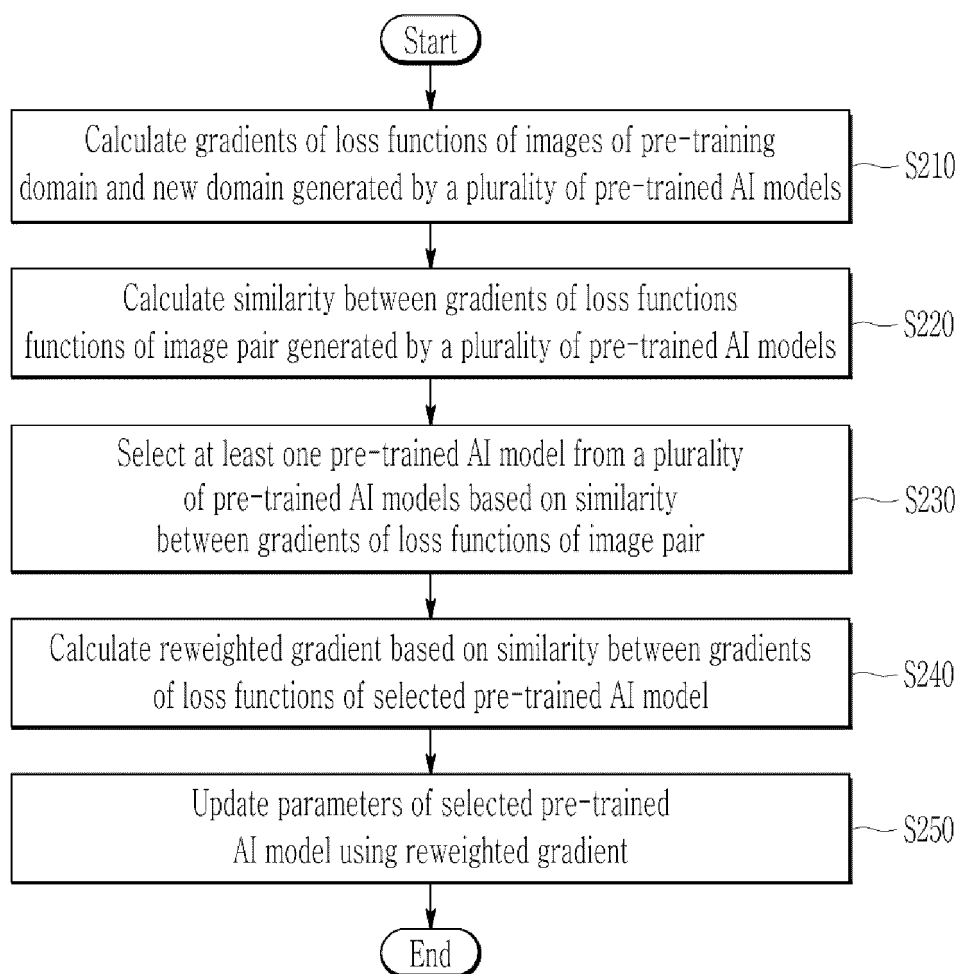 Start
Calculate gradients of loss functions of images of pre-training
domain and new domain generated by a plurality of pre-trained AI models
S210
Calculate similarity between gradients of loss functions
functions of image pair generated by a plurality of pre-trained AI models
S220
Select at least one pre-trained AI model from a plurality
of pre-trained AI models based on similarity
between gradients of loss functions of image pair
S230
Calculate reweighted gradient based on similarity between gradients
of loss functions of selected pre-trained AI model
S240
Update parameters of selected pre-trained
AI model using reweighted gradient
S250
End